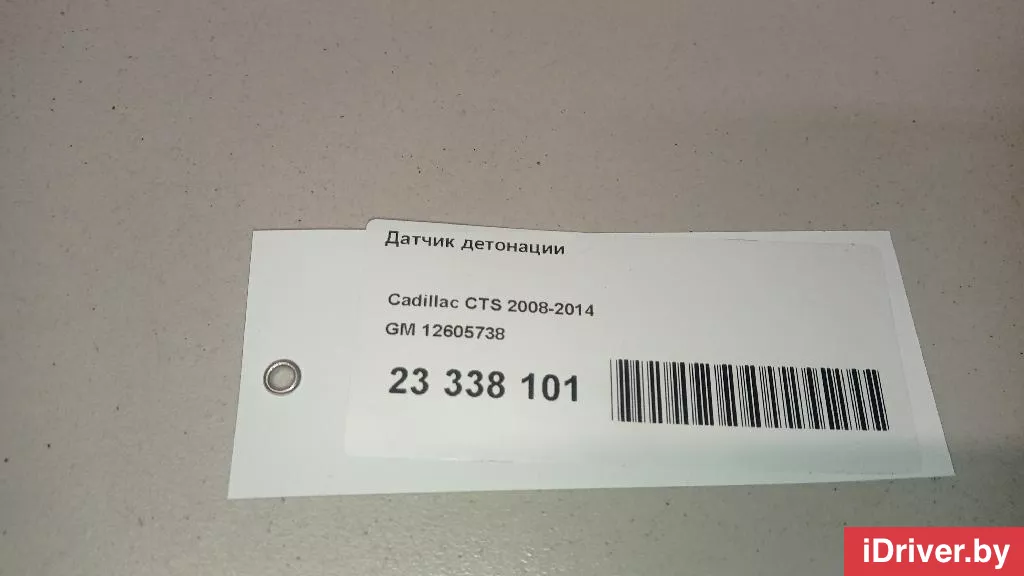 Датчик детонации
Cadillac CTS 2008-2014
GM 12605738
23 338 101
iDriver.by